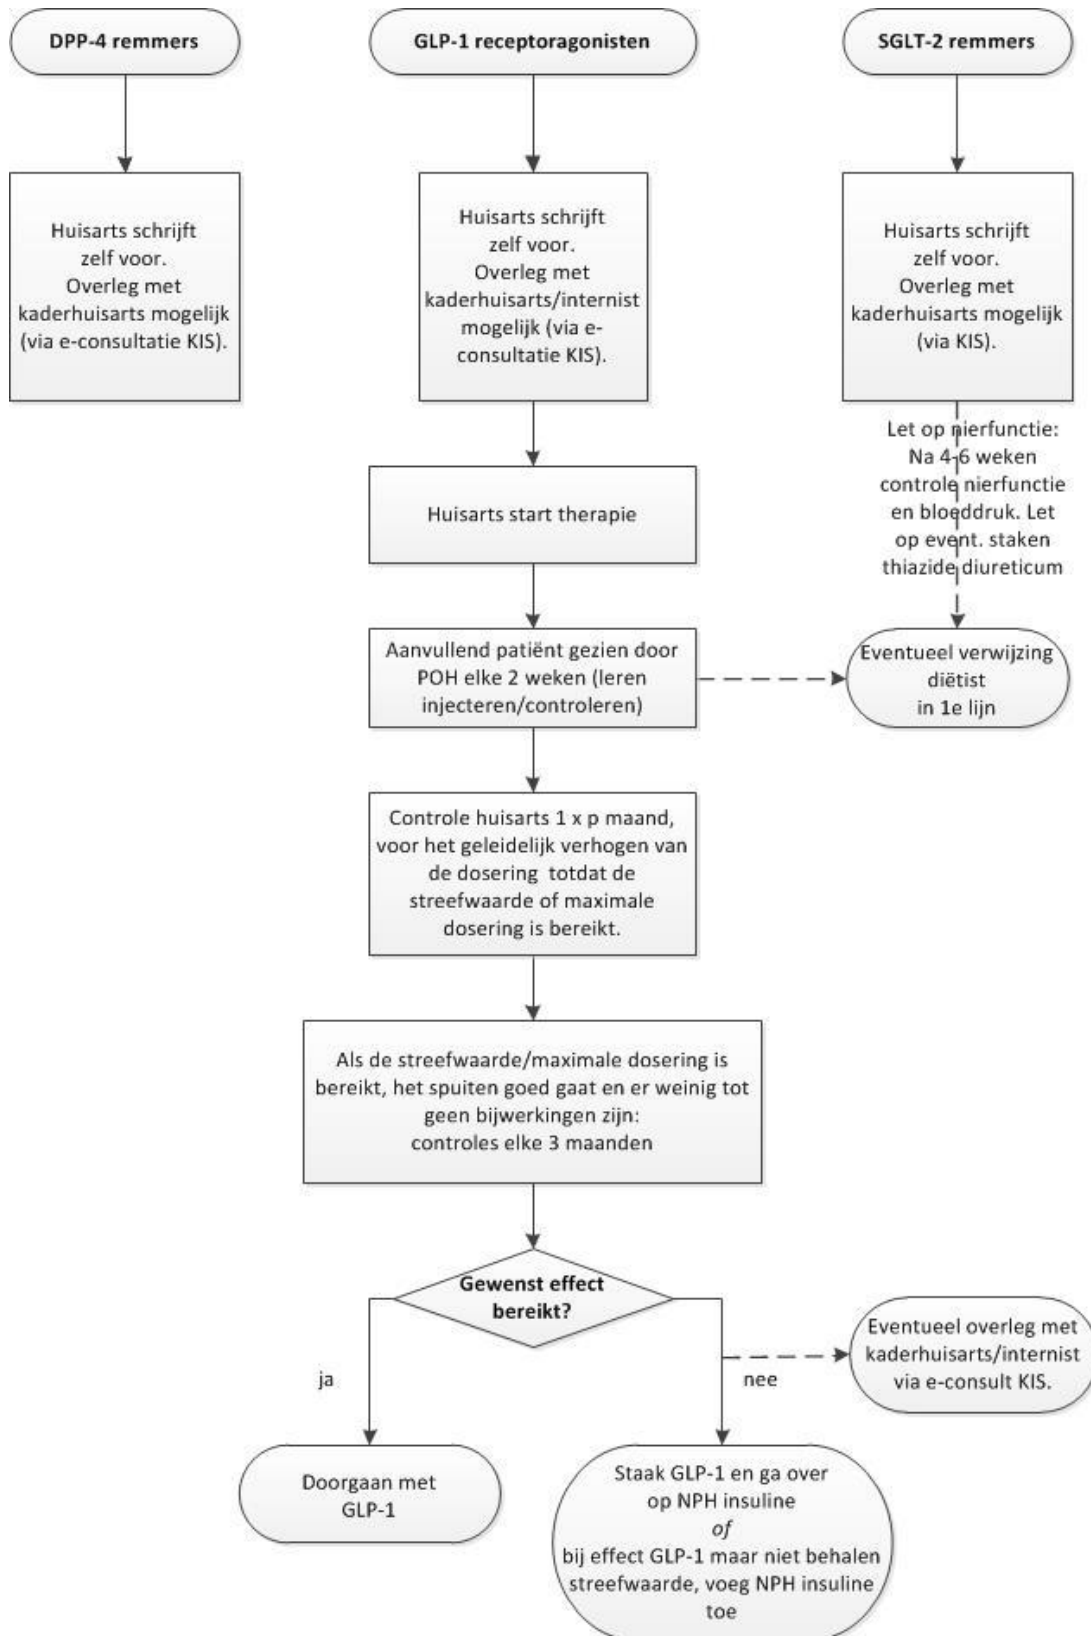 DPP-4 remmers
GLP-1 receptoragonisten
SGLT-2 remmers
Huisarts schrijft
zelf voor.
Overleg met
kaderhuisarts mogelijk
(via e-consultatie KIS).
Huisarts schrijft
zelf voor.
Overleg met
kaderhuisarts/internist
mogelijk (via e-
consultatie KIS).
Huisarts schrijft
zelf voor.
Overleg met
kaderhuisarts mogelijk
(via KIS).
Let op nierfunctie:
Na 4-6 weken
controle nierfunctie
en bloeddruk. Let
op event. staken
thiazide diureticum
Huisarts start therapie
Aanvullend patiënt gezien door
POH elke 2 weken (leren
injecteren/controleren)
Eventueel verwijzing
diëtist
in 1e lijn
Controle huisarts 1 x p maand,
voor het geleidelijk verhogen van
de dosering totdat de
streefwaarde of maximale
dosering is bereikt.
Als de streefwaarde/maximale dosering is
bereikt, het spuiten goed gaat en er weinig tot
geen bijwerkingen zijn:
controles elke 3 maanden
Gewenst effect
bereikt?
ja
nee
Eventueel overleg met
kaderhuisarts/internist
via e-consult KIS.
Doorgaan met
GLP-1
Staak GLP-1 en ga over
op NPH insuline
of
bij effect GLP-1 maar niet behalen
streefwaarde, voeg NPH insuline
toe